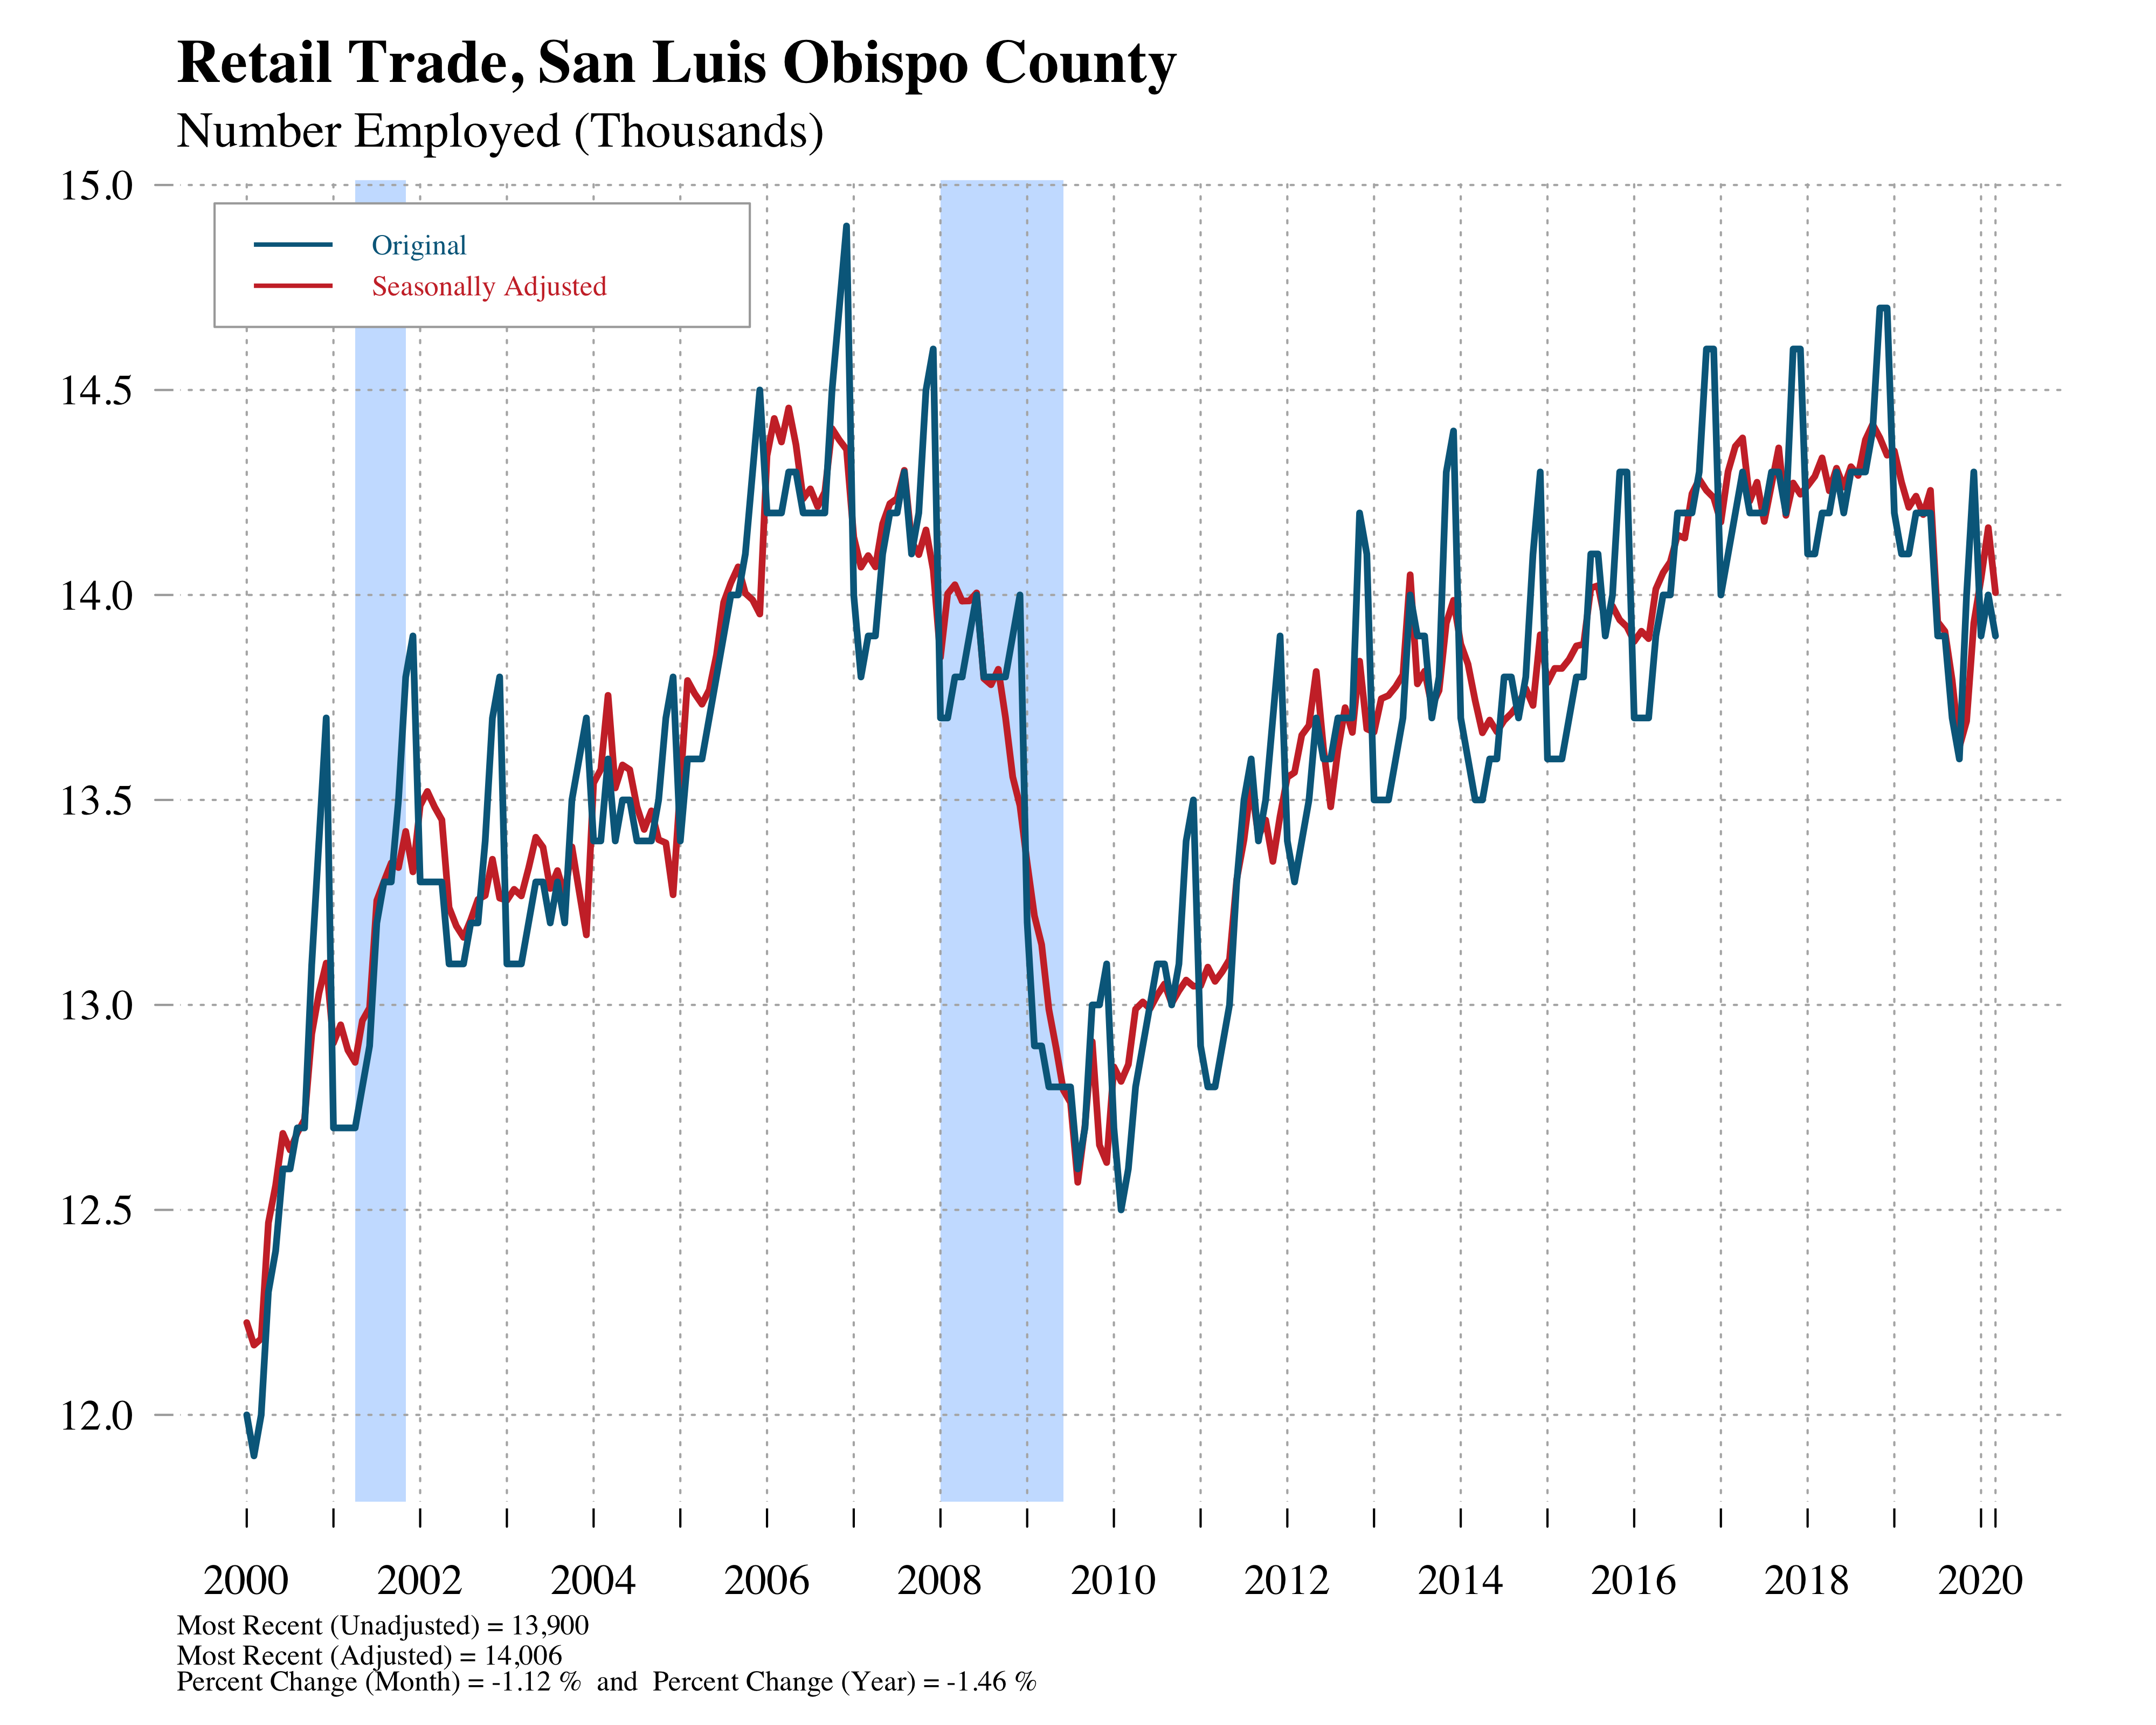 Retail Trade, San Luis Obispo County
Number Employed (Thousands)
15.0
Original
Seasonally Adjusted
14.5
14.0
13.5
13.0
12.5
12.0
2000 2002 2004 2006 2008 2010 2012 2014 2016 2018 2020
Most Recent (Unadjusted) = 13,900
Most Recent (Adjusted) = 14,006
Percent Change (Month) = -1.12 % and Percent Change (Year) = -1.46 %